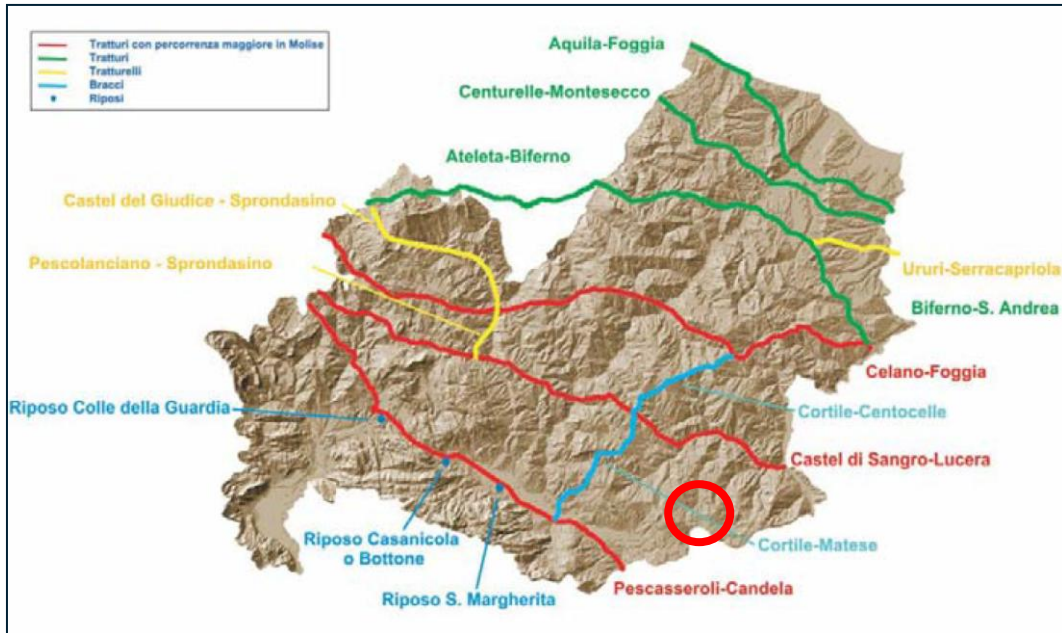 Tratturi con percorrenza maggiore in Molise
Tratturi
Tratturelli
Bracci
Riposi
Aquila-Foggia
Centurelle-Montesecco
Ateleta-Biferno
Castel del Giudice - Sprondasino
Pescolanciano - Sprondasino
Ururi-Serracapriola
Biferno-S. Andrea
Celano-Foggia
Riposo Colle della Guardia
Cortile-Centocelle
Castel di Sangro-Lucera
Riposo Casanicola
o Bottone
Cortile-Matese
Riposo S. Margherita
Pescasseroli-Candela